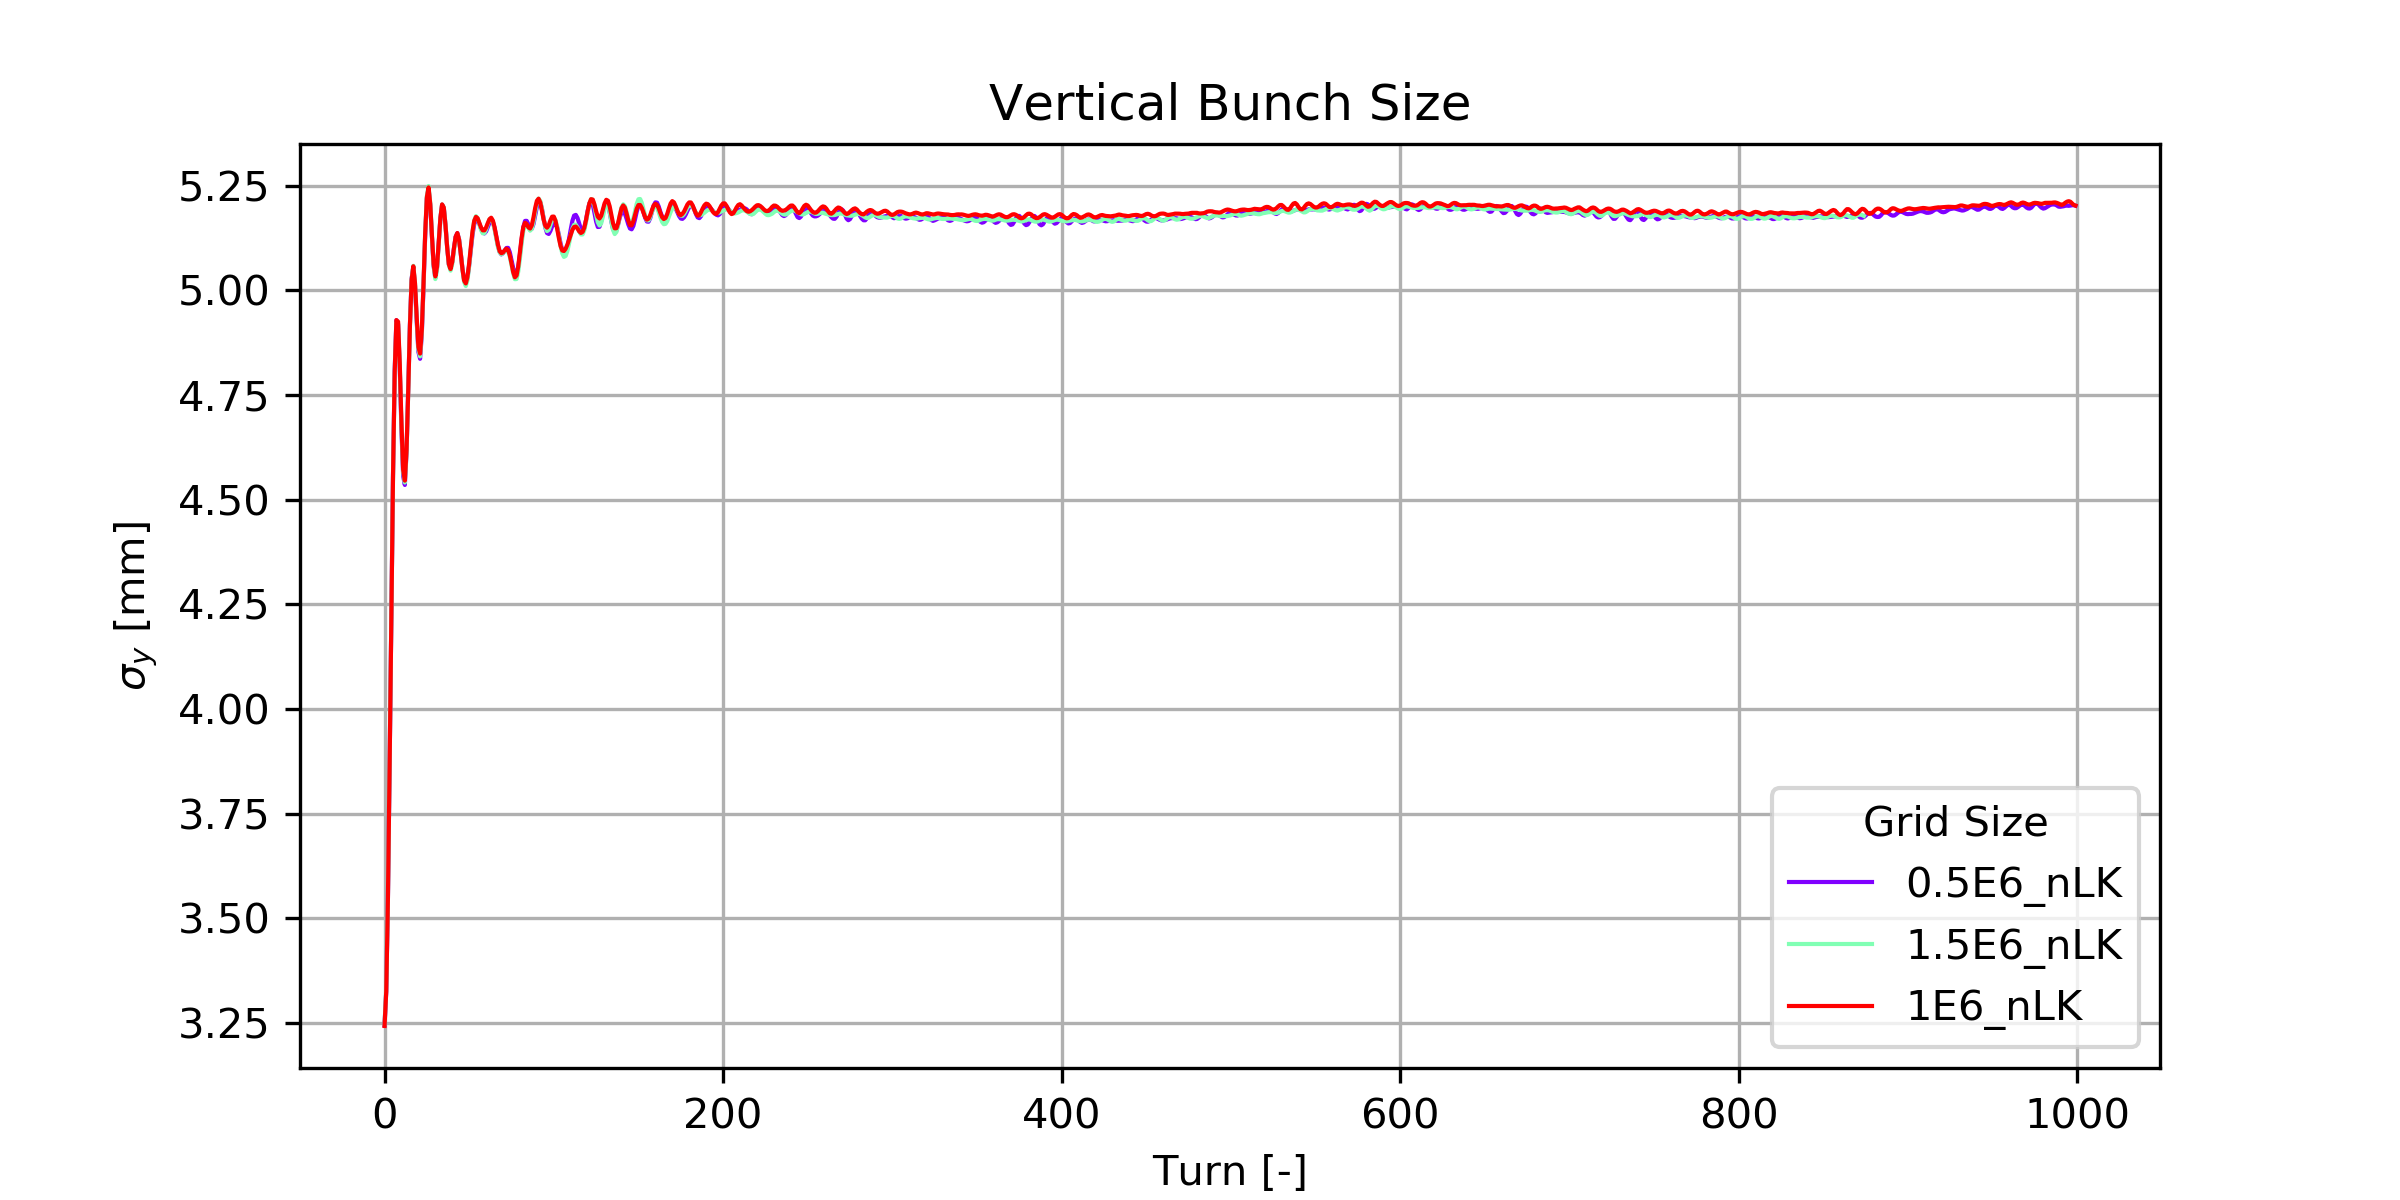 Vertical Bunch Size
σy [mm]
5.25
5.00
4.75
4.50
4.25
4.00
3.75
3.50
3.25
Grid Size
0.5E6_nLK
1.5E6_nLK
1E6_nLK
0 200 400 600 800 1000
Turn [-]